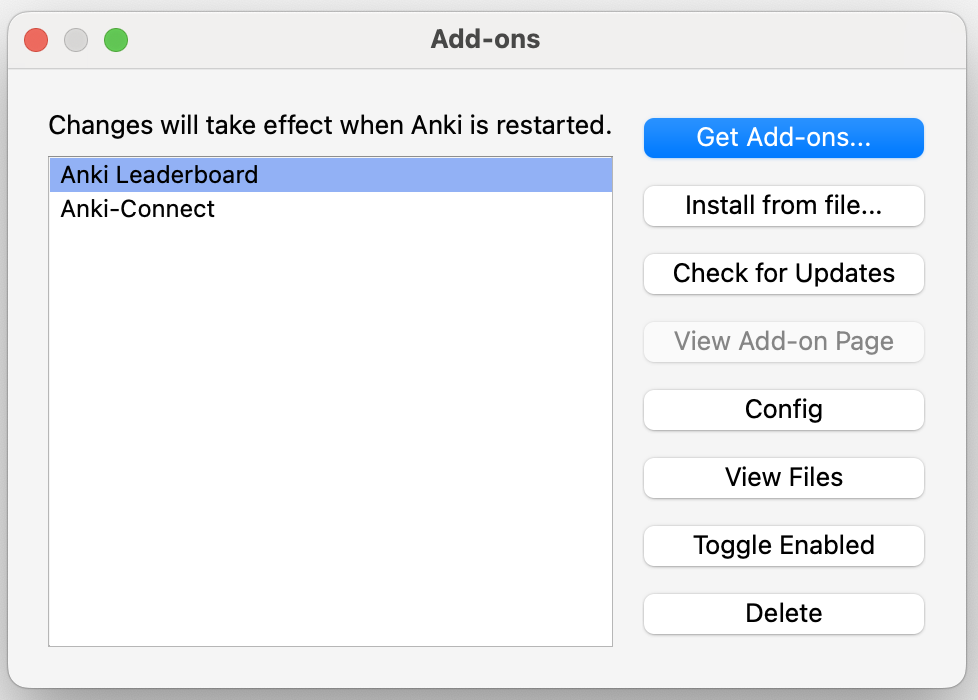 Add-ons
Changes will take effect when Anki is restarted.
Anki Leaderboard
Anki-Connect
Get Add-ons...
Install from file...
Check for Updates
View Add-on Page
Config
View Files
Toggle Enabled
Delete